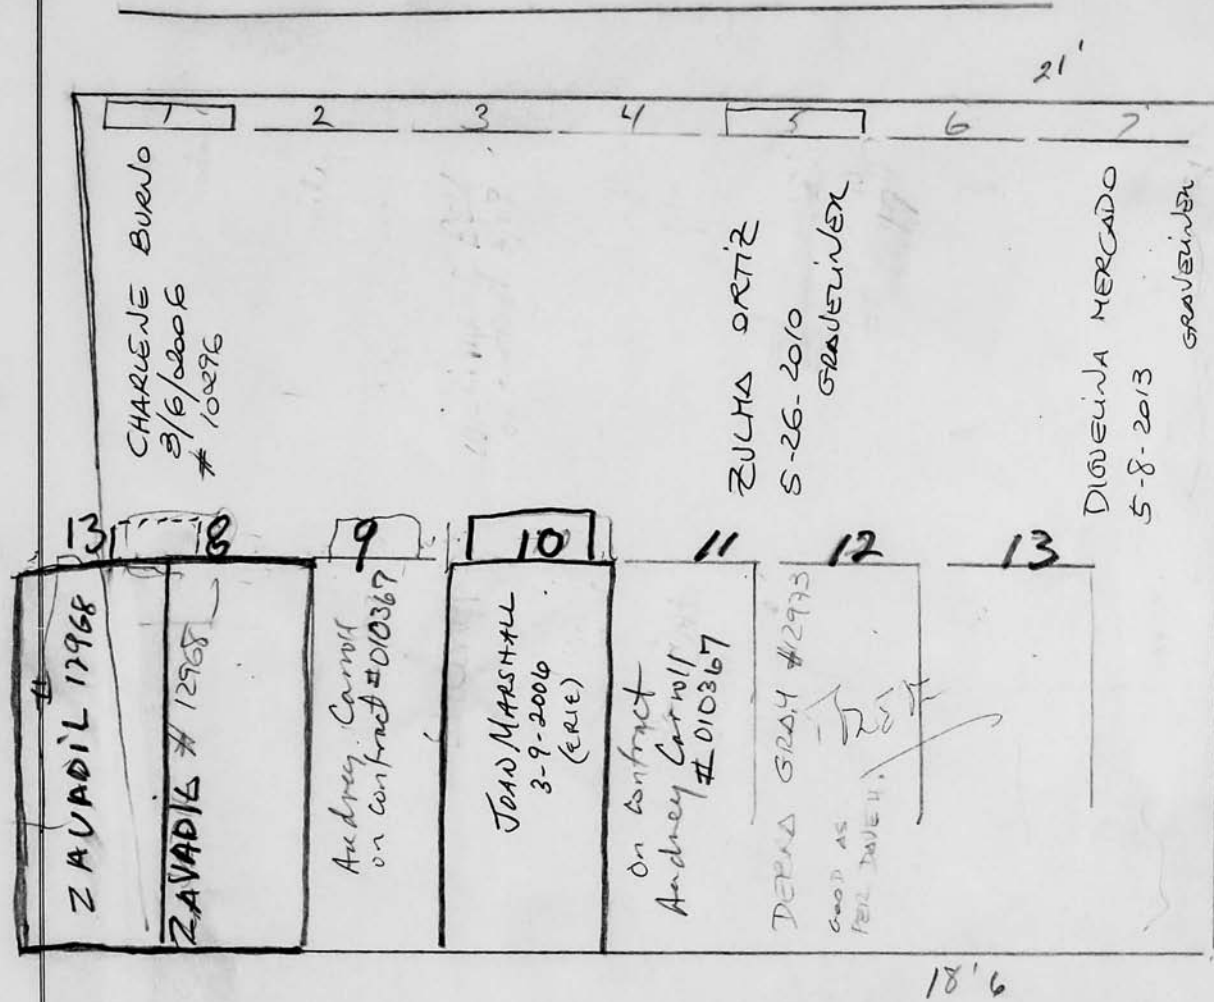 21'
1 2 3 4 5 6 7
CHARLENE BURNO
3/6/2006
# 10296
ZULMA ORTIZ
5-26-2010
GRAVELINER
DIGUELINA MERCADO
5-8-2013
GRAVELINER
13 8 9 10 11 12 13
ZAVADIL 12968
ZAVADIL # 12968
Audrey Carroll
on contract #010367
JOAN MARSHALL
3-9-2006
(ERIE)
on contract
Audrey Carroll
# 010367
GRAY #12973
GOOD AS
PER DAVE H.
18'6